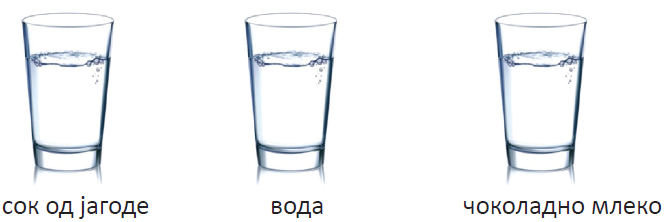 сок од јагоде
вода
чоколадно млеко